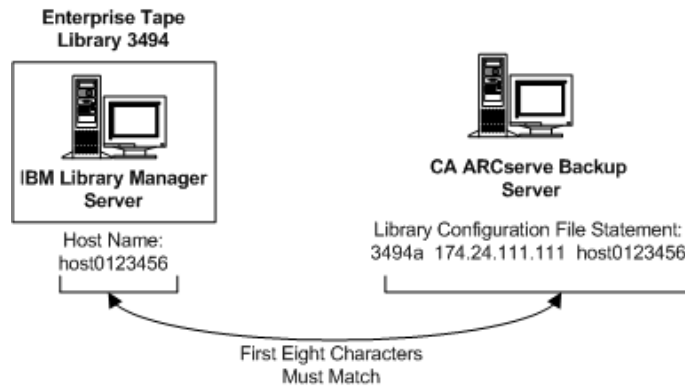 Enterprise Tape
Library 3494
IBM Library Manager
Server
Host Name:
host0123456
CA ARCserve Backup
Server
Library Configuration File Statement:
3494a 174.24.111.111 host0123456
First Eight Characters
Must Match